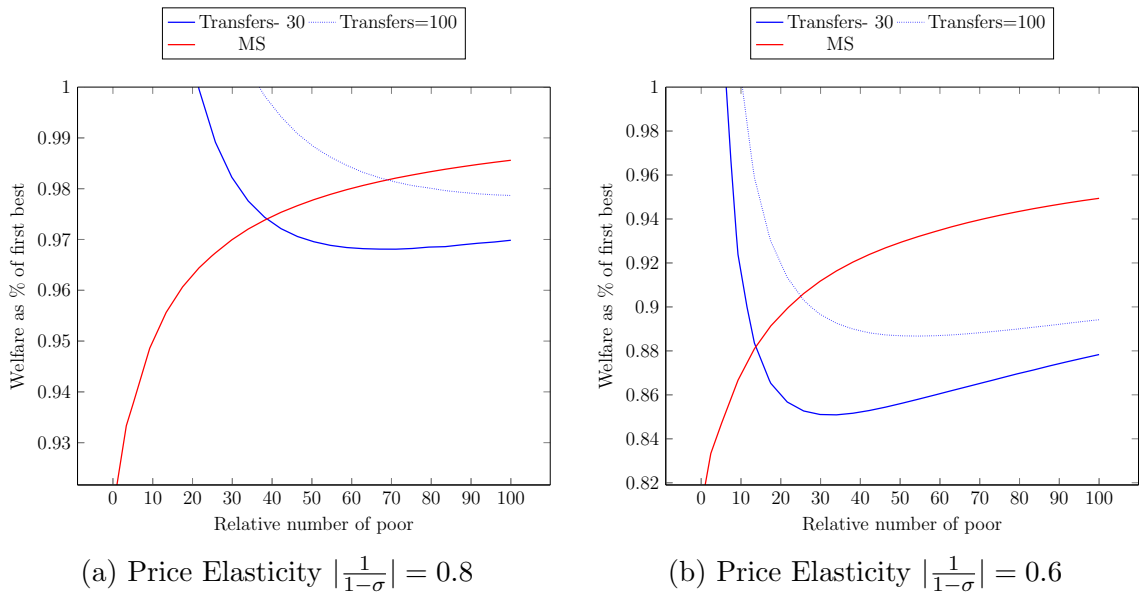 Transfers- 30 Transfers=100
MS
1
0.99
0.98
0.97
0.96
0.95
0.94
0.93
Welfare as % of first best
0 10 20 30 40 50 60 70 80 90 100
Relative number of poor
(a) Price Elasticity |\frac{1}{1−σ}| = 0.8
Transfers- 30 Transfers=100
MS
1
0.98
0.96
0.94
0.92
0.9
0.88
0.86
0.84
0.82
Welfare as % of first best
0 10 20 30 40 50 60 70 80 90 100
Relative number of poor
(b) Price Elasticity |\frac{1}{1−σ}| = 0.6